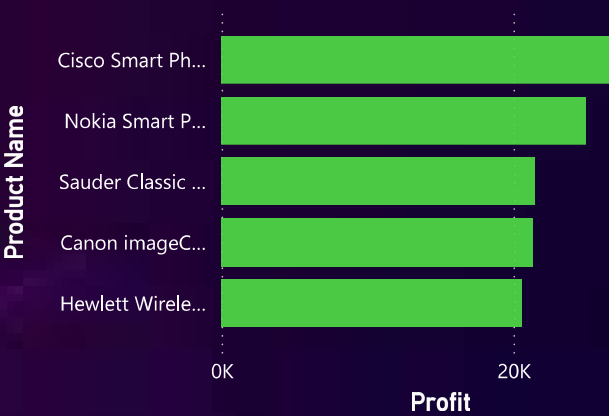 Product Name
Cisco Smart Ph...
Nokia Smart P...
Sauder Classic ...
Canon imageC...
Hewlett Wirele...
0K
20K
Profit